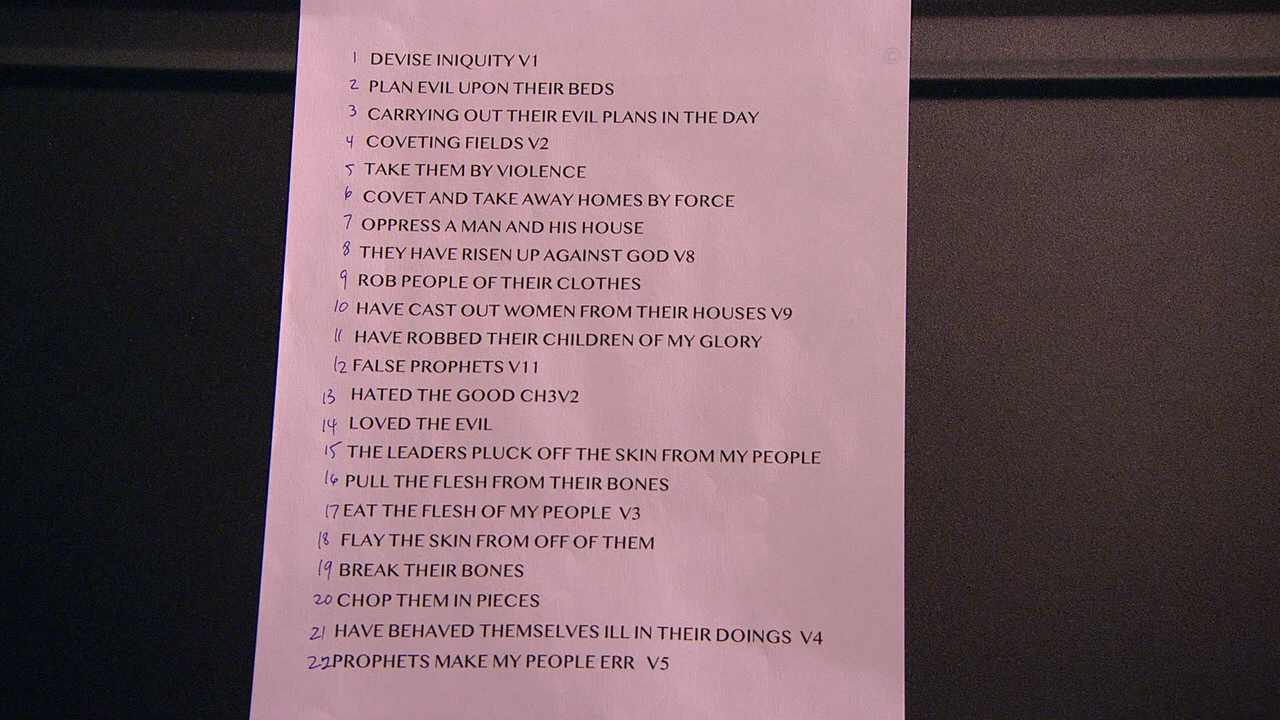 1 DEVISE INIQUITY V1
2 PLAN EVIL UPON THEIR BEDS
3 CARRYING OUT THEIR EVIL PLANS IN THE DAY
4 COVETING FIELDS V2
5 TAKE THEM BY VIOLENCE
6 COVET AND TAKE AWAY HOMES BY FORCE
7 OPPRESS A MAN AND HIS HOUSE
8 THEY HAVE RISEN UP AGAINST GOD V8
9 ROB PEOPLE OF THEIR CLOTHES
10 HAVE CAST OUT WOMEN FROM THEIR HOUSES V9
11 HAVE ROBBED THEIR CHILDREN OF MY GLORY
12 FALSE PROPHETS V11
13 HATED THE GOOD CH3V2
14 LOVED THE EVIL
15 THE LEADERS PLUCK OFF THE SKIN FROM MY PEOPLE
16 PULL THE FLESH FROM THEIR BONES
17 EAT THE FLESH OF MY PEOPLE V3
18 FLAY THE SKIN FROM OFF OF THEM
19 BREAK THEIR BONES
20 CHOP THEM IN PIECES
21 HAVE BEHAVED THEMSELVES ILL IN THEIR DOINGS V4
22 PROPHETS MAKE MY PEOPLE ERR V5
©